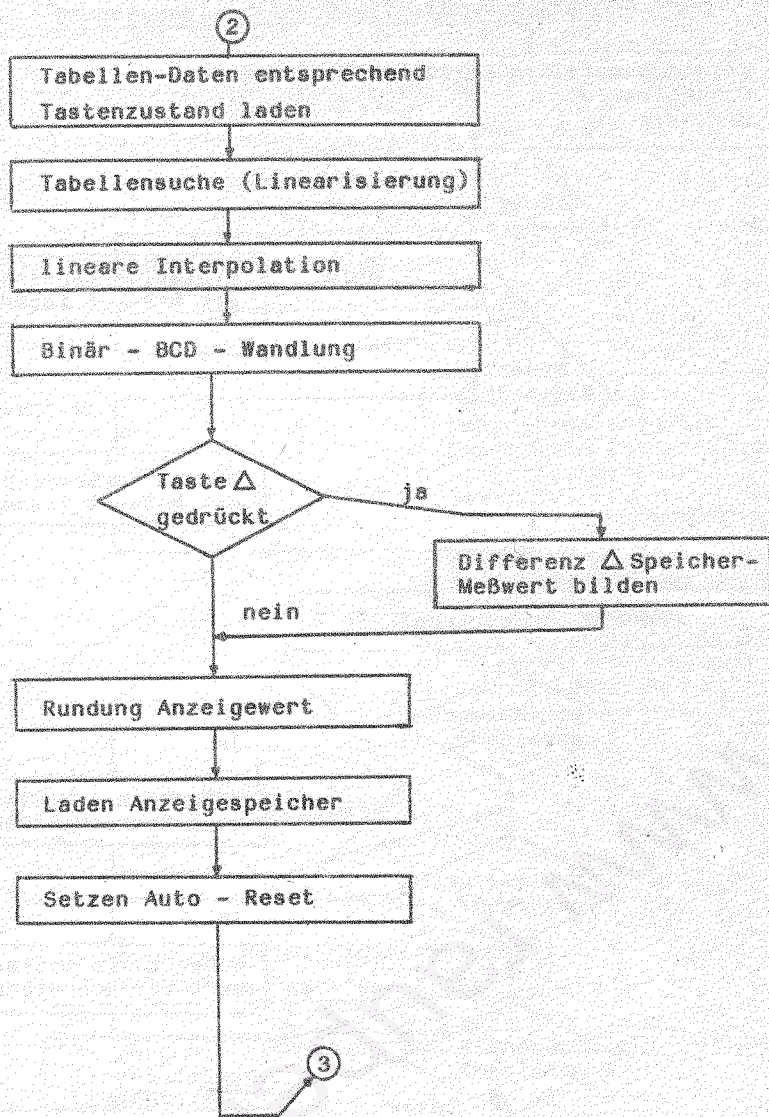 2
Tabellen-Daten entsprechend
Tastenzustand laden
Tabellensuche (Linearisierung)
lineare Interpolation
Binär - BCD - Wandlung
Taste △
gedrückt
ja
Differenz △ Speicher-
Meßwert bilden
nein
Rundung Anzeigewert
Laden Anzeigespeicher
Setzen Auto - Reset
3